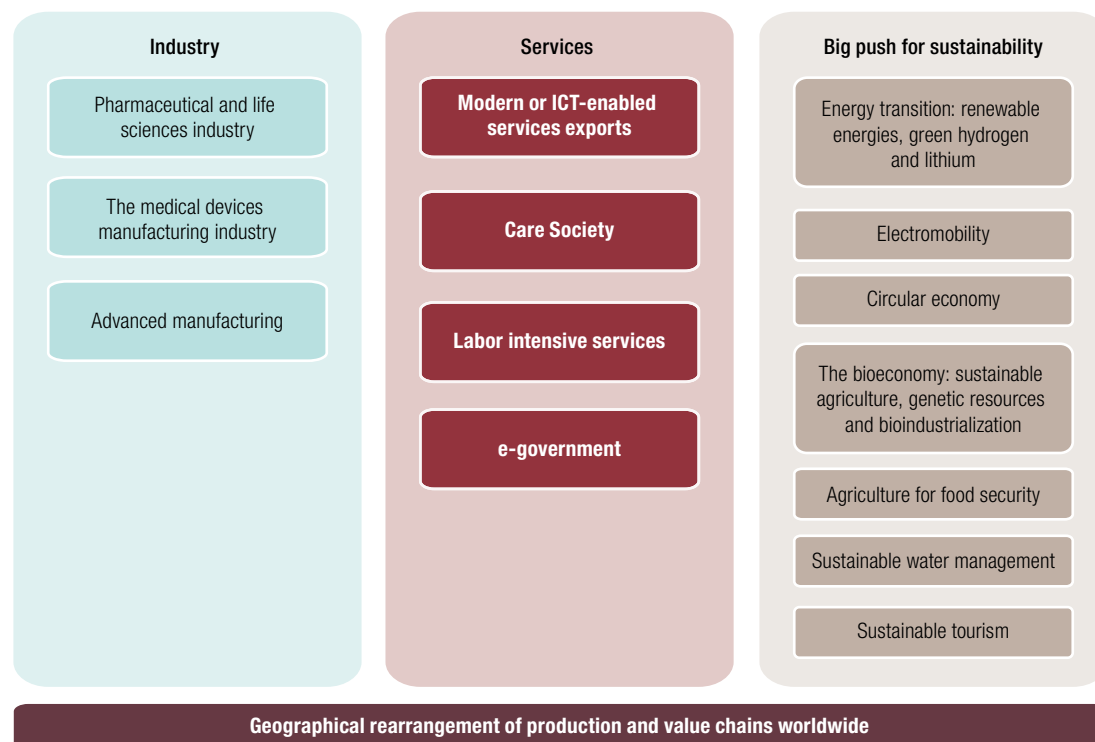 Industry
Pharmaceutical and life
sciences industry
The medical devices
manufacturing industry
Advanced manufacturing
Services
Modern or ICT-enabled
services exports
Care Society
Labor intensive services
e-government
Big push for sustainability
Energy transition: renewable
energies, green hydrogen
and lithium
Electromobility
Circular economy
The bioeconomy: sustainable
agriculture, genetic resources
and bioindustrialization
Agriculture for food security
Sustainable water management
Sustainable tourism
Geographical rearrangement of production and value chains worldwide